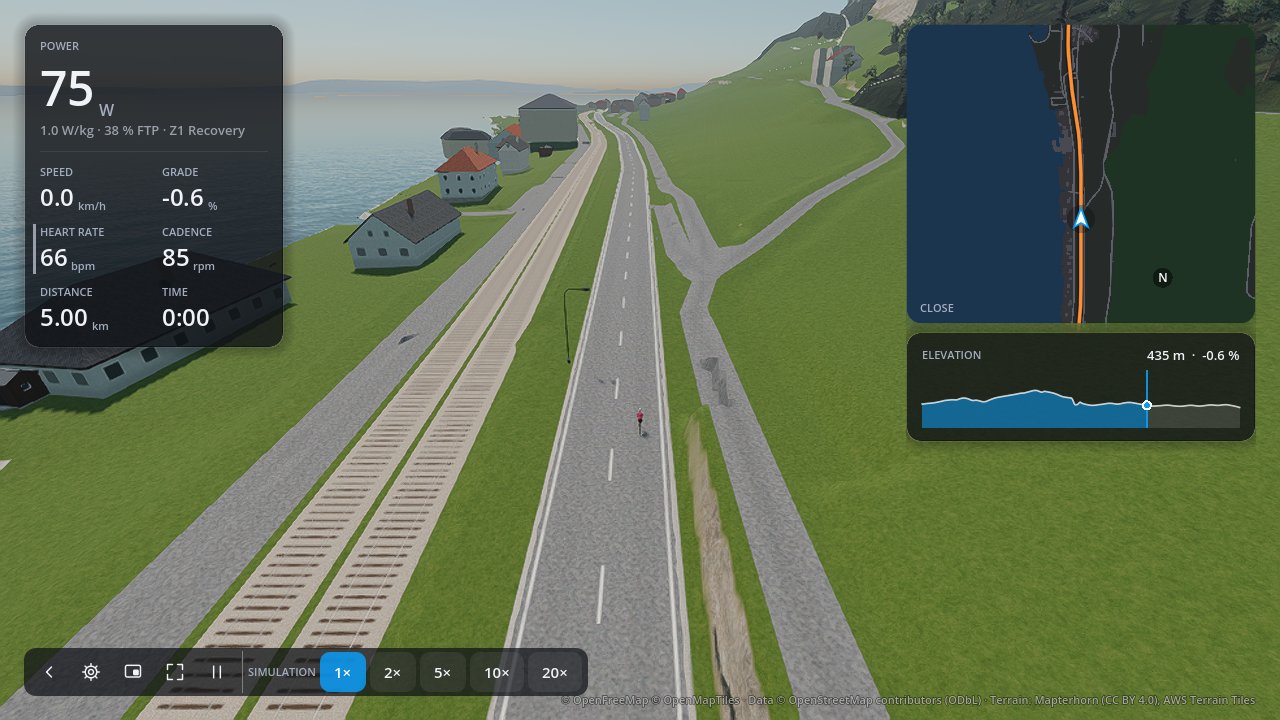 POWER
75 W
1.0 W/kg · 38 % FTP · Z1 Recovery
SPEED GRADE
0.0 km/h -0.6 %
HEART RATE CADENCE
66 bpm 85 rpm
DISTANCE TIME
5.00 km 0:00
N
CLOSE
ELEVATION 435 m · -0.6 %
SIMULATION 1× 2× 5× 10× 20×
© OpenFreeMap © OpenMapTiles · Data © OpenStreetMap contributors (ODbL) · Terrain: Mapterhorn (CC BY 4.0), AWS Terrain Tiles